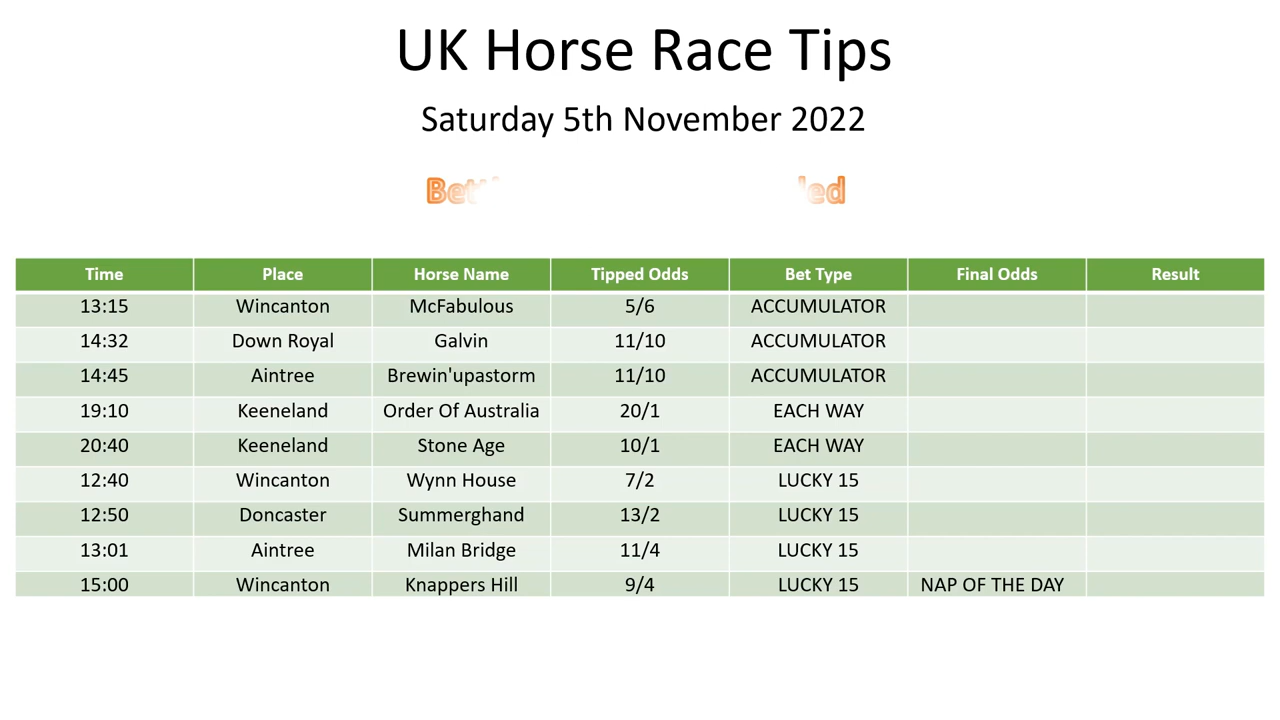 UK Horse Race Tips
Saturday 5th November 2022
Time Place Horse Name Tipped Odds Bet Type Final Odds Result
13:15 Wincanton McFabulous 5/6 ACCUMULATOR
14:32 Down Royal Galvin 11/10 ACCUMULATOR
14:45 Aintree Brewin'upastorm 11/10 ACCUMULATOR
19:10 Keeneland Order Of Australia 20/1 EACH WAY
20:40 Keeneland Stone Age 10/1 EACH WAY
12:40 Wincanton Wynn House 7/2 LUCKY 15
12:50 Doncaster Summerghand 13/2 LUCKY 15
13:01 Aintree Milan Bridge 11/4 LUCKY 15
15:00 Wincanton Knappers Hill 9/4 LUCKY 15 NAP OF THE DAY